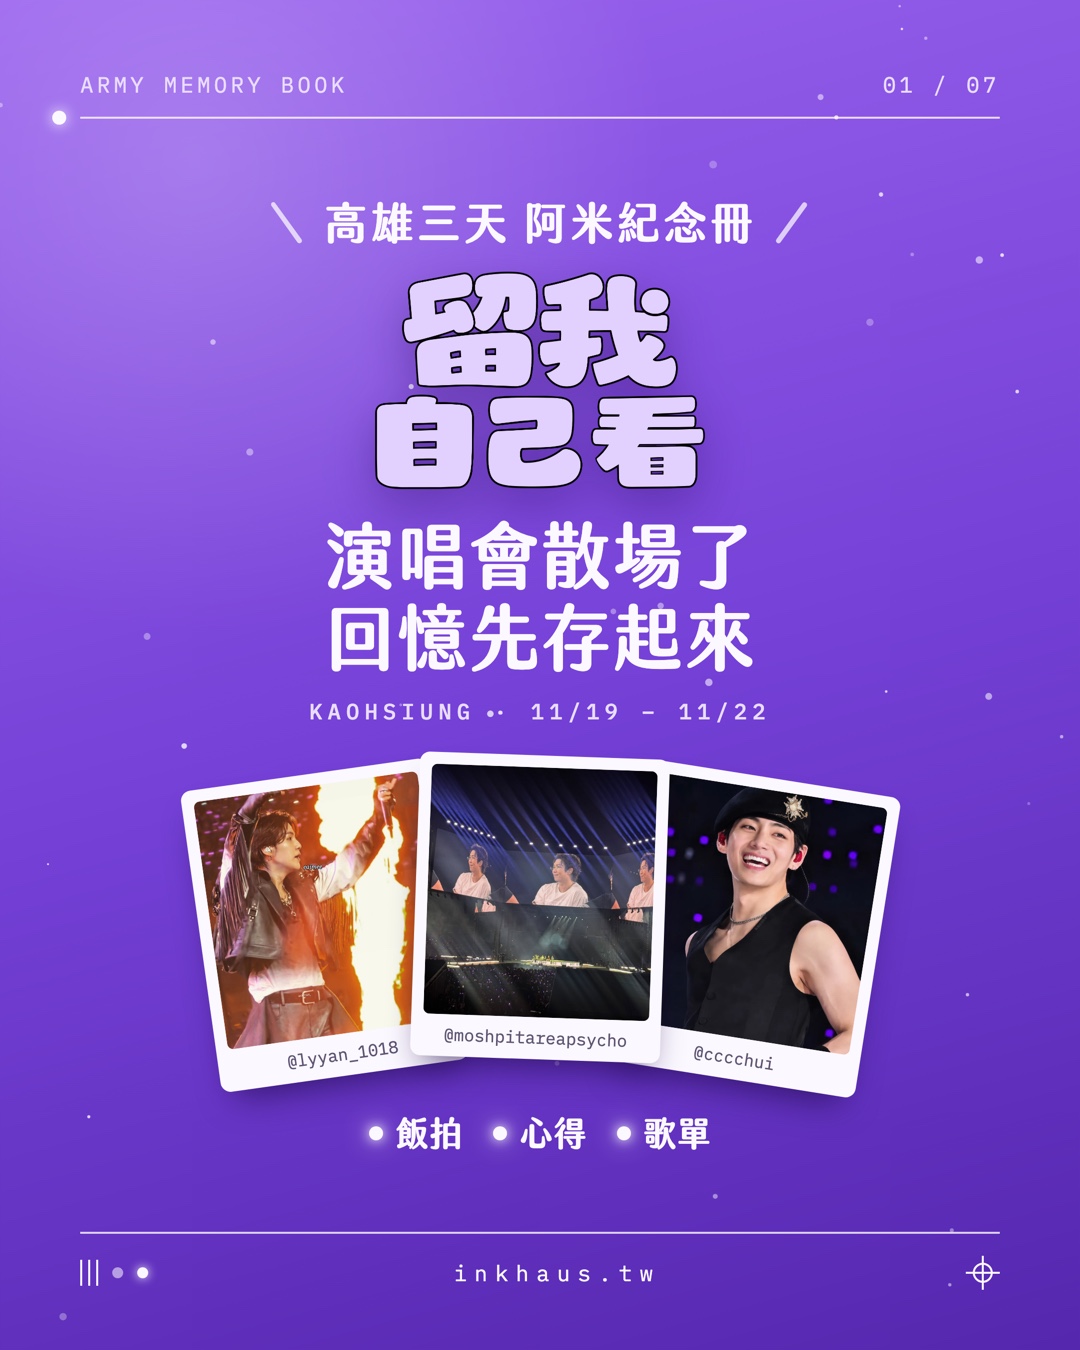 ARMY MEMORY BOOK
01 / 07
高雄三天 阿米紀念冊
留我
自己看
演唱會散場了
回憶先存起來
KAOHSIUNG · 11/19 – 11/22
@lyyan_1018
@moshpitareapsycho
@cccchui
飯拍 心得 歌單
inkhaus.tw